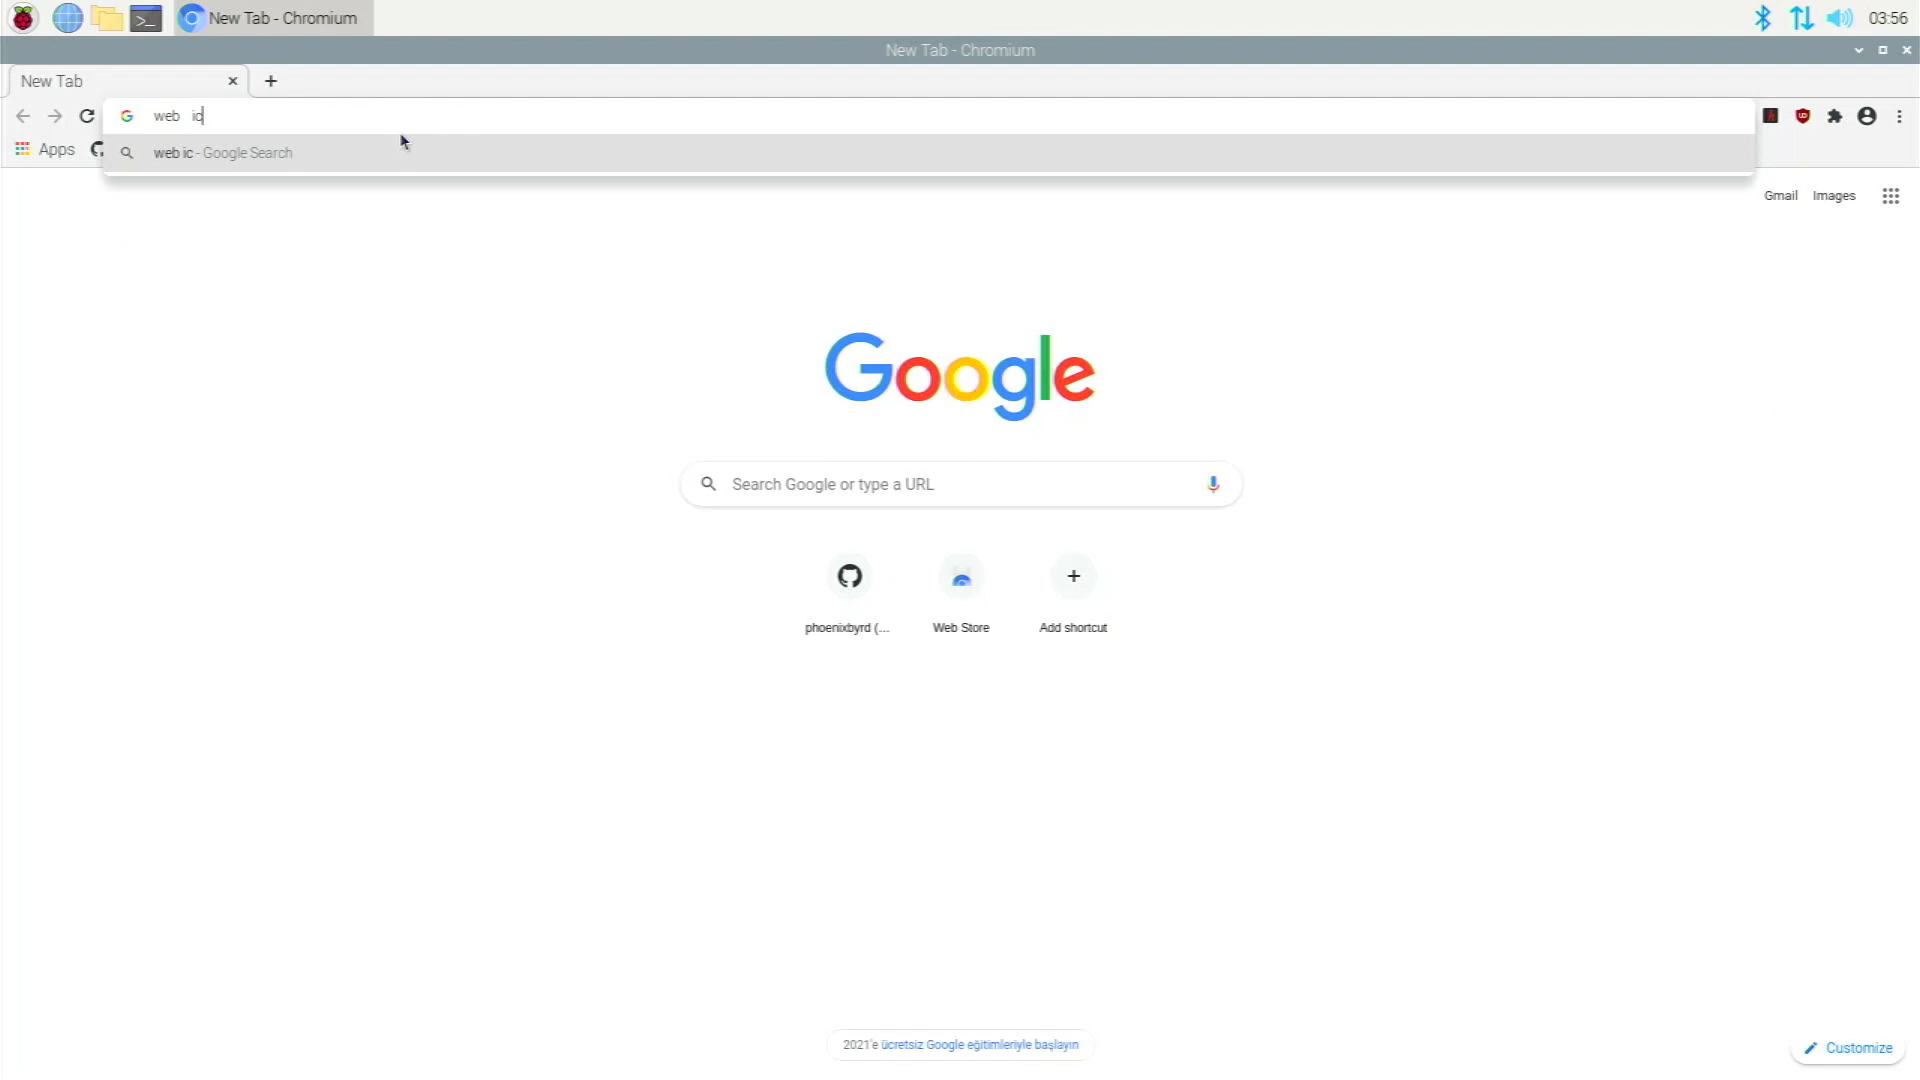 New Tab - Chromium
03:56
New Tab - Chromium
New Tab
web ic
Apps
web ic - Google Search
Gmail
Images
Google
Search Google or type a URL
phoenixbyrd (...
Web Store
Add shortcut
2021'e ücretsiz Google eğitimleriyle başlayın
Customize